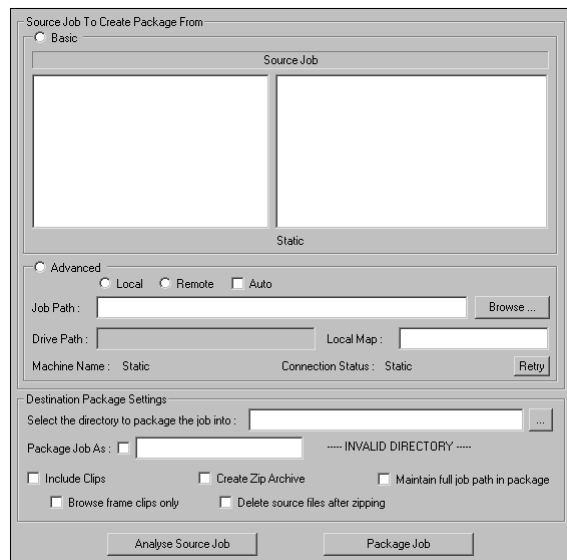 Source Job To Create Package From
Basic
Source Job
Static
Advanced
Local Remote Auto
Job Path : Browse ...
Drive Path : Local Map :
Machine Name : Static Connection Status : Static Retry
Destination Package Settings
Select the directory to package the job into : ...
Package Job As : ----- INVALID DIRECTORY -----
Include Clips Create Zip Archive Maintain full job path in package
Browse frame clips only Delete source files after zipping
Analyse Source Job Package Job